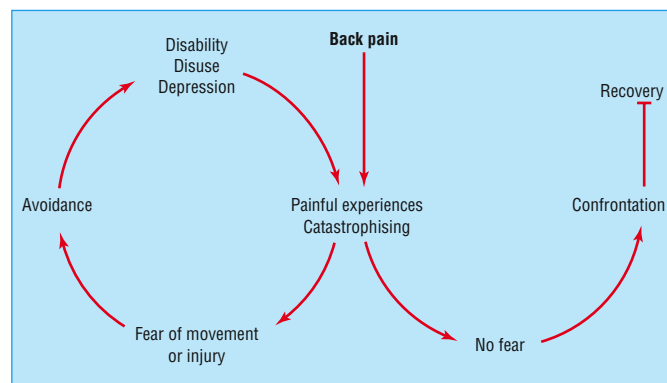 Back pain
Disability
Disuse
Depression
Recovery
Avoidance
Painful experiences
Catastrophising
Confrontation
Fear of movement
or injury
No fear